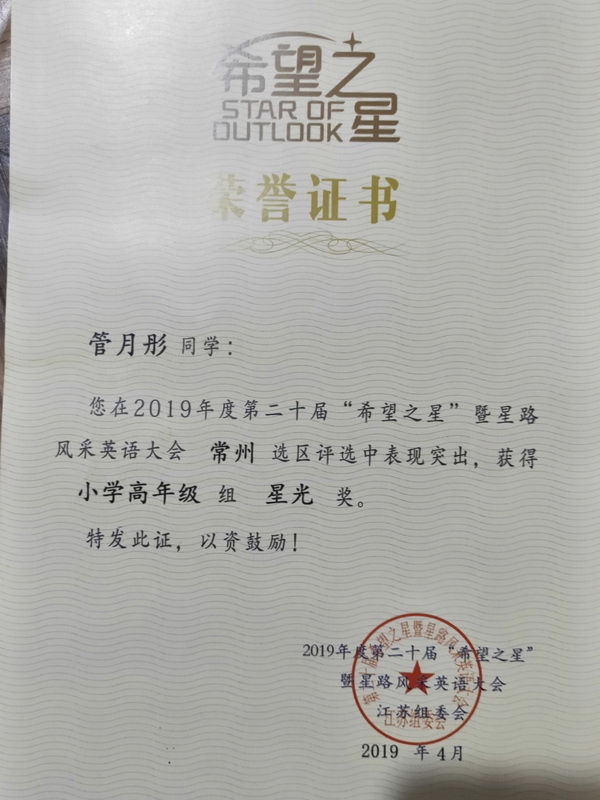 希望之星
STAR OF
OUTLOOK
荣誉证书
管月彤 同学：
您在2019年度第二十届“希望之星”暨星路
风采英语大会 常州 选区评选中表现突出，获得
小学高年级 组 星光 奖。
特发此证，以资鼓励！
2019年度第二十届“希望之星”
暨星路风采英语大会
江苏组委会
2019 年 4月
江苏组委会